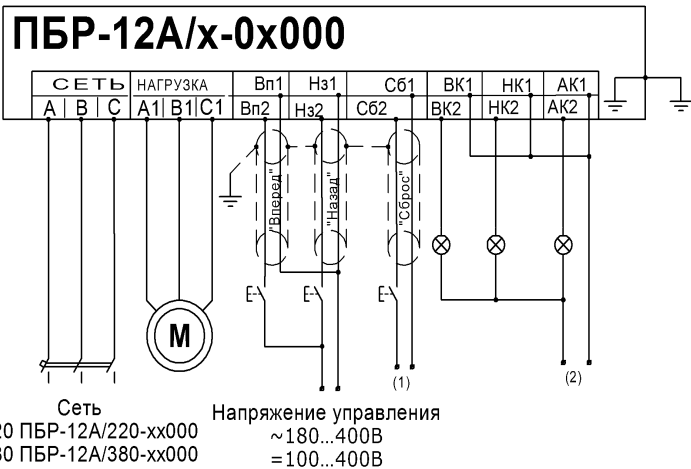 ПБР-12А/х-0х000
СЕТЬ НАГРУЗКА Вп1 Нз1 Сб1 ВК1 НК1 АК1
А В С А1 В1 С1 Вп2 Нз2 Сб2 ВК2 НК2 АК2
"Вперед" "Назад" "Сброс"
М
(1) (2)
Сеть
20 ПБР-12А/220-хх000
80 ПБР-12А/380-хх000
Напряжение управления
~180...400В
=100...400В